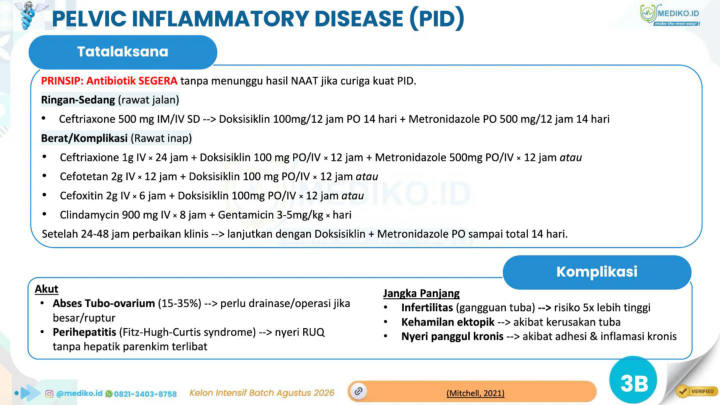 PELVIC INFLAMMATORY DISEASE (PID)
MEDIKO.ID
Tatalaksana
PRINSIP: Antibiotik SEGERA tanpa menunggu hasil NAAT jika curiga kuat PID.
Ringan-Sedang (rawat jalan)
• Ceftriaxone 500 mg IM/IV SD --> Doksisiklin 100mg/12 jam PO 14 hari + Metronidazole PO 500 mg/12 jam 14 hari
Berat/Komplikasi (Rawat inap)
• Ceftriaxione 1g IV × 24 jam + Doksisiklin 100 mg PO/IV × 12 jam + Metronidazole 500mg PO/IV × 12 jam atau
• Cefotetan 2g IV × 12 jam + Doksisiklin 100 mg PO/IV × 12 jam atau
• Cefoxitin 2g IV × 6 jam + Doksisiklin 100mg PO/IV × 12 jam atau
• Clindamycin 900 mg IV × 8 jam + Gentamicin 3-5mg/kg × hari
Setelah 24-48 jam perbaikan klinis --> lanjutkan dengan Doksisiklin + Metronidazole PO sampai total 14 hari.
MEDIKO.ID
Komplikasi
Akut
• Abses Tubo-ovarium (15-35%) --> perlu drainase/operasi jika
besar/ruptur
• Perihepatitis (Fitz-Hugh-Curtis syndrome) --> nyeri RUQ
tanpa hepatik parenkim terlibat
Jangka Panjang
• Infertilitas (gangguan tuba) --> risiko 5x lebih tinggi
• Kehamilan ektopik --> akibat kerusakan tuba
• Nyeri panggul kronis --> akibat adhesi & inflamasi kronis
@mediko.id 0821-3403-8758
Kelon Intensif Batch Agustus 2026
(Mitchell, 2021)
3B
VERIFIED